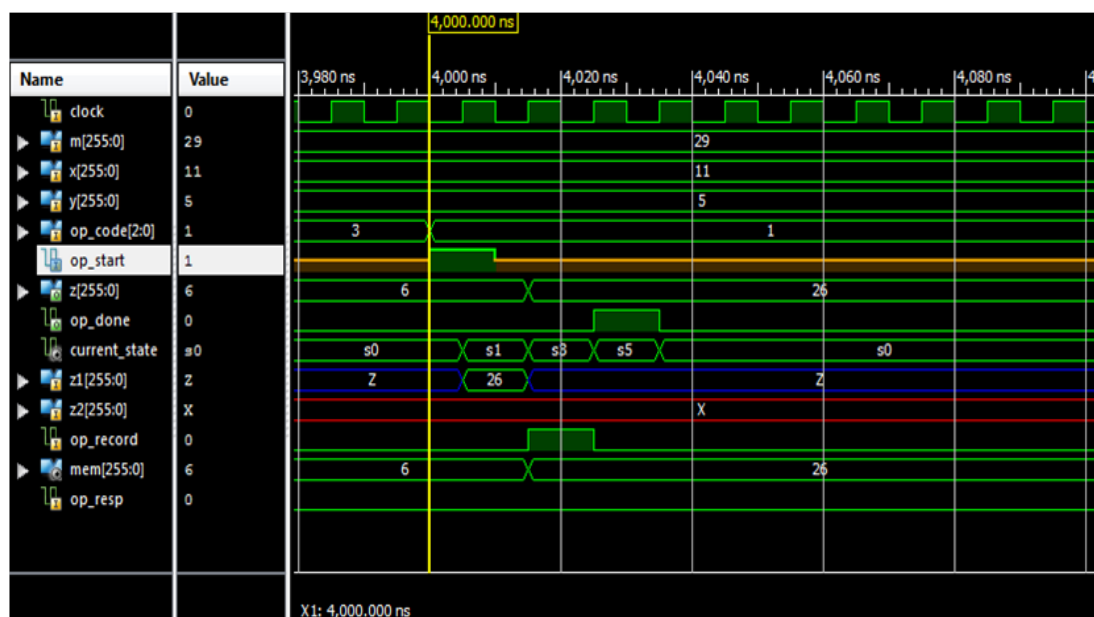 4,000.000 ns
Name Value 3,980 ns 4,000 ns 4,020 ns 4,040 ns 4,060 ns 4,080 ns 4
clock 0
m[255:0] 29 29
x[255:0] 11 11
y[255:0] 5 5
op_code[2:0] 1 3 1
op_start 1
z[255:0] 6 6 26
op_done 0
current_state s0 s0 s1 s3 s5 s0
z1[255:0] Z Z 26 Z
z2[255:0] X X
op_record 0
mem[255:0] 6 6 26
op_resp 0
X1: 4,000.000 ns